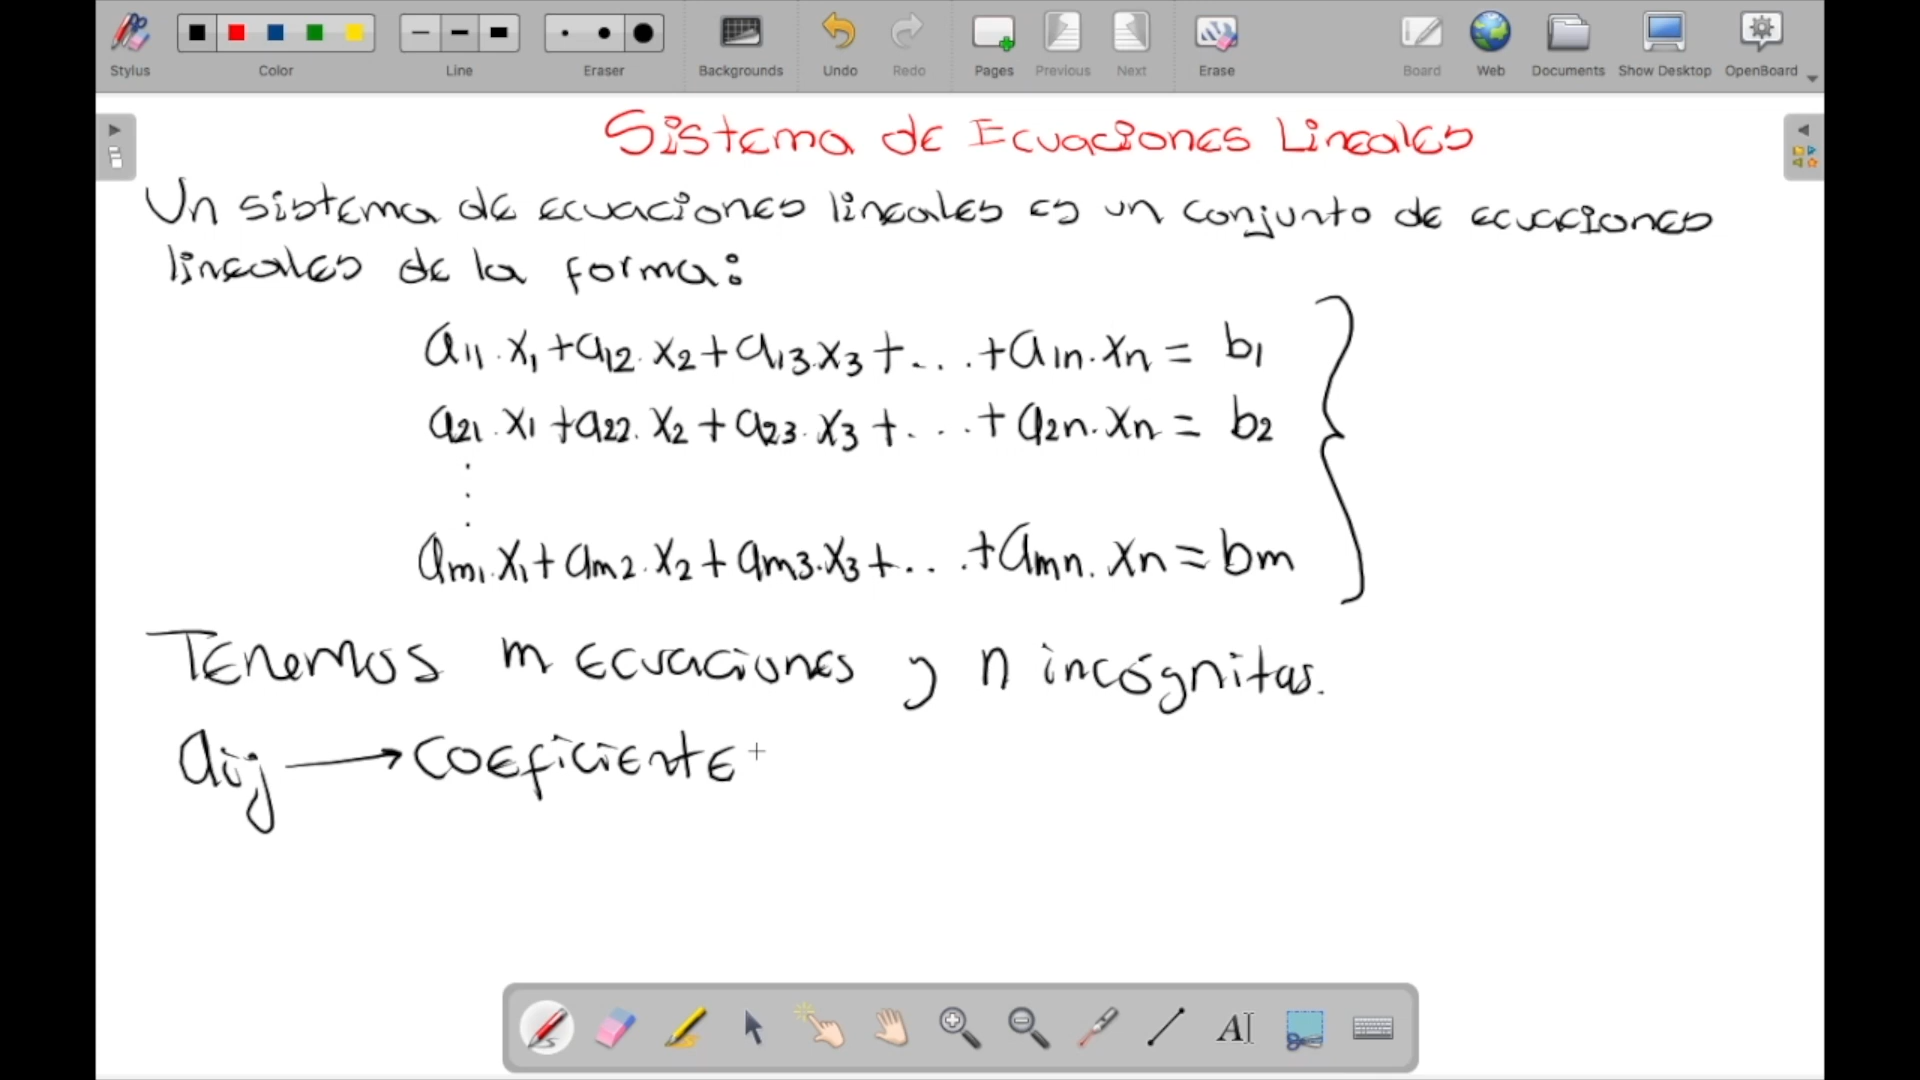 Stylus Color Line Eraser Backgrounds Undo Redo Pages Previous Next Erase Board Web Documents Show Desktop OpenBoard
Sistema de Ecuaciones Lineales
Un sistema de ecuaciones lineales es un conjunto de ecuaciones
lineales de la forma:
a11.x1+a12.x2+a13.x3+...+a1n.xn = b1
a21.x1+a22.x2+a23.x3+...+a2n.xn = b2
⋮
am1.x1+am2.x2+am3.x3+...+amn.xn = bm
Tenemos m ecuaciones y n incógnitas.
aij → coeficiente
AI